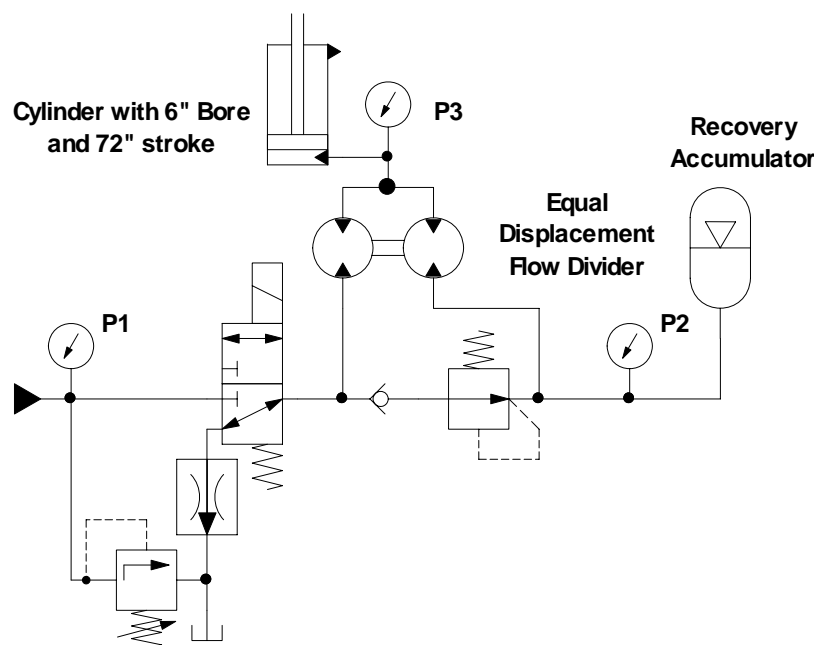 Cylinder with 6" Bore
and 72" stroke
P3
Recovery
Accumulator
Equal
Displacement
Flow Divider
P1
P2